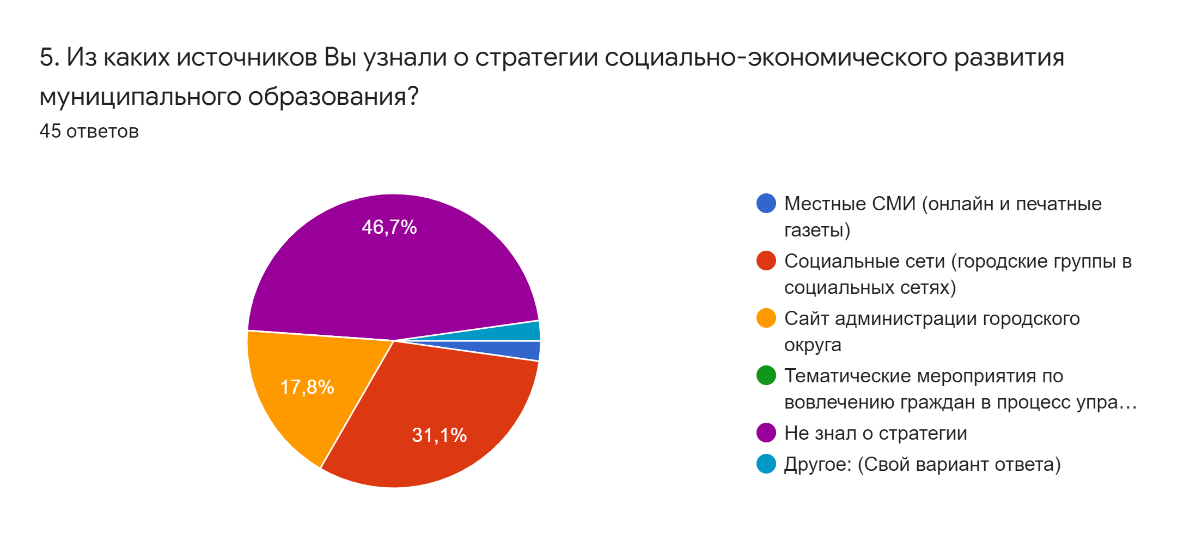 5. Из каких источников Вы узнали о стратегии социально-экономического развития
муниципального образования?
45 ответов
46,7%
17,8%
31,1%
Местные СМИ (онлайн и печатные
газеты)
Социальные сети (городские группы в
социальных сетях)
Сайт администрации городского
округа
Тематические мероприятия по
вовлечению граждан в процесс упра…
Не знал о стратегии
Другое: (Свой вариант ответа)